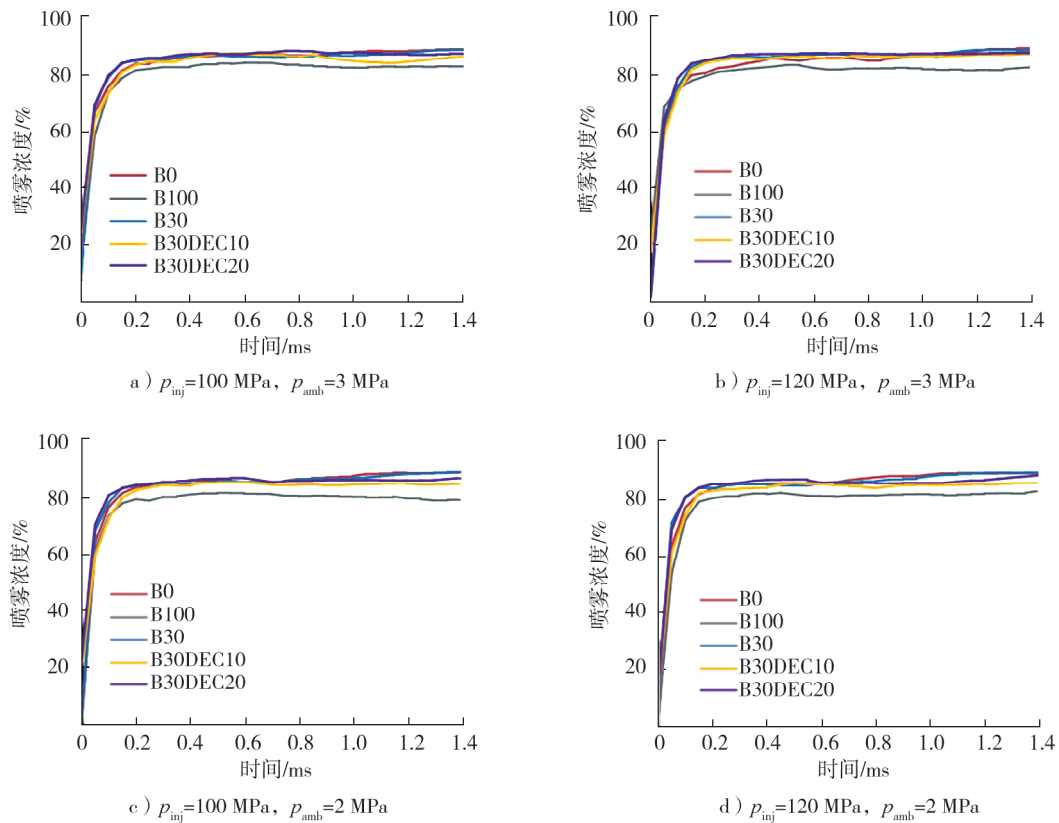 100
80
60
40
20
喷雾浓度/%
B0
B100
B30
B30DEC10
B30DEC20
0 0.2 0.4 0.6 0.8 1.0 1.2 1.4
时间/ms
a）pinj=100 MPa，pamb=3 MPa
100
80
60
40
20
喷雾浓度/%
B0
B100
B30
B30DEC10
B30DEC20
0 0.2 0.4 0.6 0.8 1.0 1.2 1.4
时间/ms
b）pinj=120 MPa，pamb=3 MPa
100
80
60
40
20
喷雾浓度/%
B0
B100
B30
B30DEC10
B30DEC20
0 0.2 0.4 0.6 0.8 1.0 1.2 1.4
时间/ms
c）pinj=100 MPa，pamb=2 MPa
100
80
60
40
20
喷雾浓度/%
B0
B100
B30
B30DEC10
B30DEC20
0 0.2 0.4 0.6 0.8 1.0 1.2 1.4
时间/ms
d）pinj=120 MPa，pamb=2 MPa